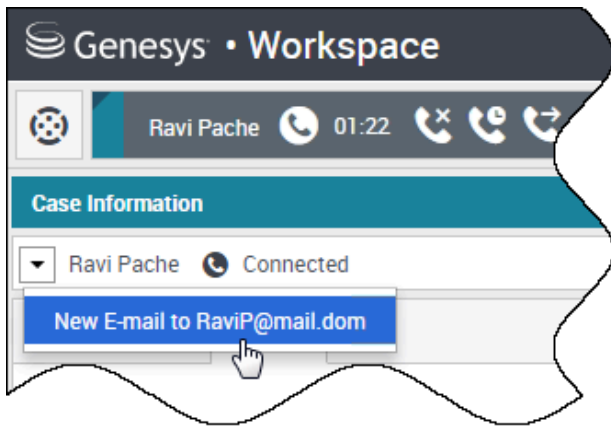 Genesys • Workspace
Ravi Pache 01:22
Case Information
Ravi Pache Connected
New E-mail to RaviP@mail.dom